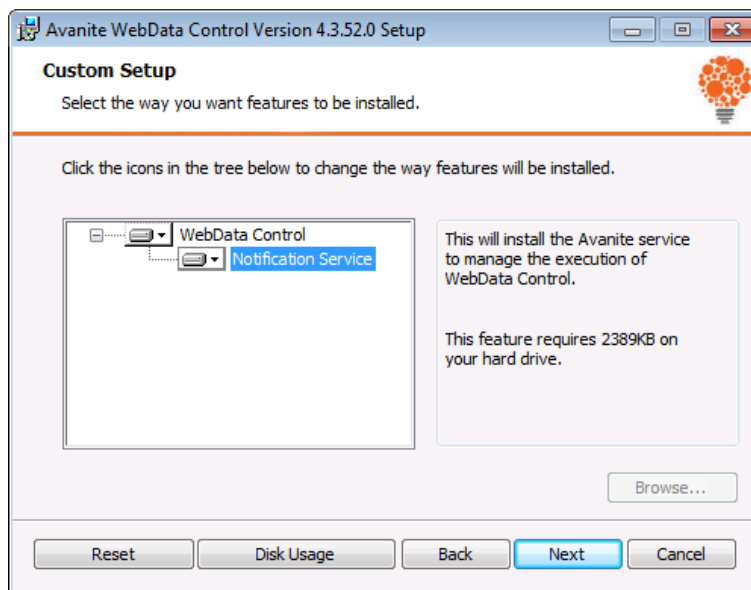 Avanite WebData Control Version 4.3.52.0 Setup
Custom Setup
Select the way you want features to be installed.
Click the icons in the tree below to change the way features will be installed.
WebData Control
Notification Service
This will install the Avanite service
to manage the execution of
WebData Control.
This feature requires 2389KB on
your hard drive.
Browse...
Reset Disk Usage Back Next Cancel